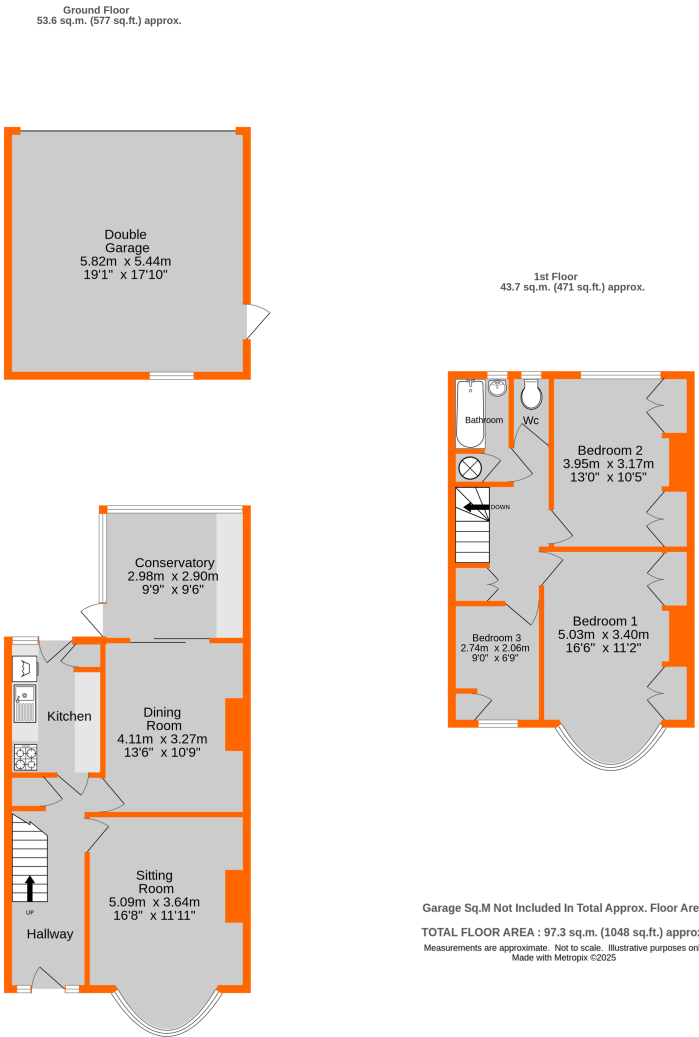 Ground Floor
53.6 sq.m. (577 sq.ft.) approx.
Double
Garage
5.82m x 5.44m
19'1" x 17'10"
1st Floor
43.7 sq.m. (471 sq.ft.) approx.
Bathroom
Wc
Bedroom 2
3.95m x 3.17m
13'0" x 10'5"
DOWN
Conservatory
2.98m x 2.90m
9'9" x 9'6"
Bedroom 1
5.03m x 3.40m
16'6" x 11'2"
Bedroom 3
2.74m x 2.06m
9'0" x 6'9"
Kitchen
Dining
Room
4.11m x 3.27m
13'6" x 10'9"
Sitting
Room
5.09m x 3.64m
16'8" x 11'11"
UP
Hallway
Garage Sq.M Not Included In Total Approx. Floor Are
TOTAL FLOOR AREA : 97.3 sq.m. (1048 sq.ft.) approx
Measurements are approximate. Not to scale. Illustrative purposes onl
Made with Metropix ©2025